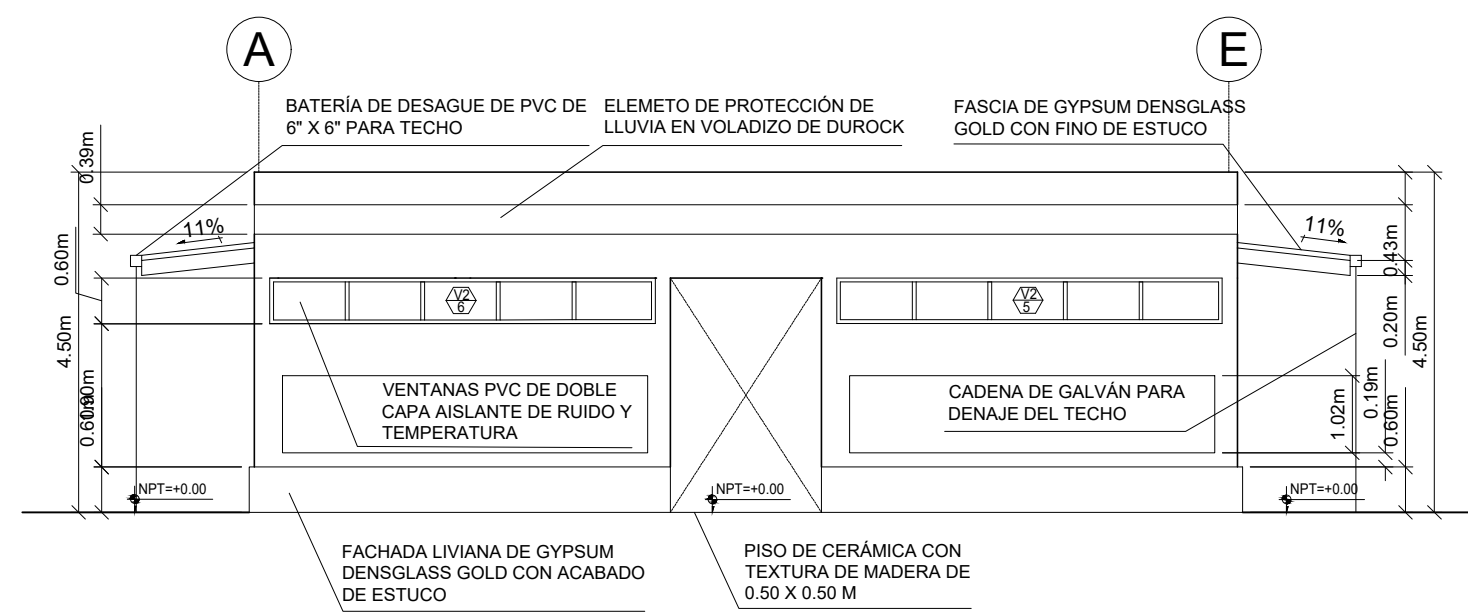 A
E
BATERÍA DE DESAGUE DE PVC DE
6" X 6" PARA TECHO
ELEMETO DE PROTECCIÓN DE
LLUVIA EN VOLADIZO DE DUROCK
FASCIA DE GYPSUM DENSGLASS
GOLD CON FINO DE ESTUCO
0.39m
0.60m
4.50m
0.60m
11%
11%
0.43m
0.20m
4.50m
0.19m
1.02m
0.60m
V2
6
V2
5
VENTANAS PVC DE DOBLE
CAPA AISLANTE DE RUIDO Y
TEMPERATURA
CADENA DE GALVÁN PARA
DENAJE DEL TECHO
NPT=+0.00
NPT=+0.00
NPT=+0.00
FACHADA LIVIANA DE GYPSUM
DENSGLASS GOLD CON ACABADO
DE ESTUCO
PISO DE CERÁMICA CON
TEXTURA DE MADERA DE
0.50 X 0.50 M